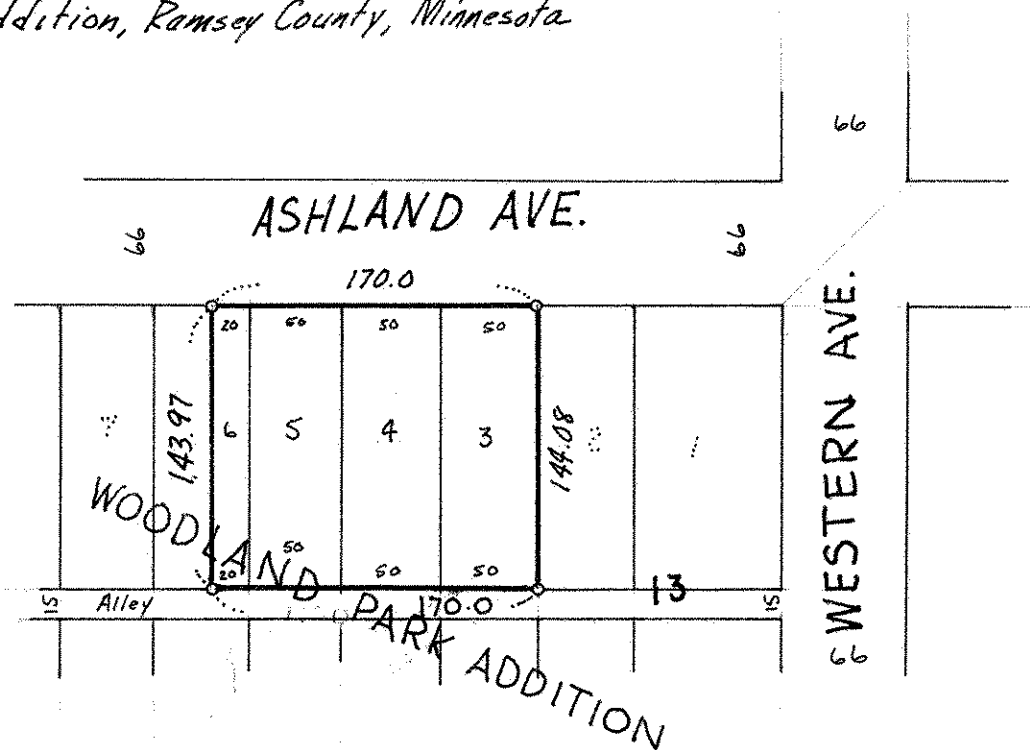 ddition, Ramsey County, Minnesota
66
ASHLAND AVE.
66
66
170.0
20 50 50 50
143.97
6 5 4 3
144.08
WESTERN AVE.
WOODLAND PARK ADDITION
50
20 50 50
13
15
Alley
170.0
15
66